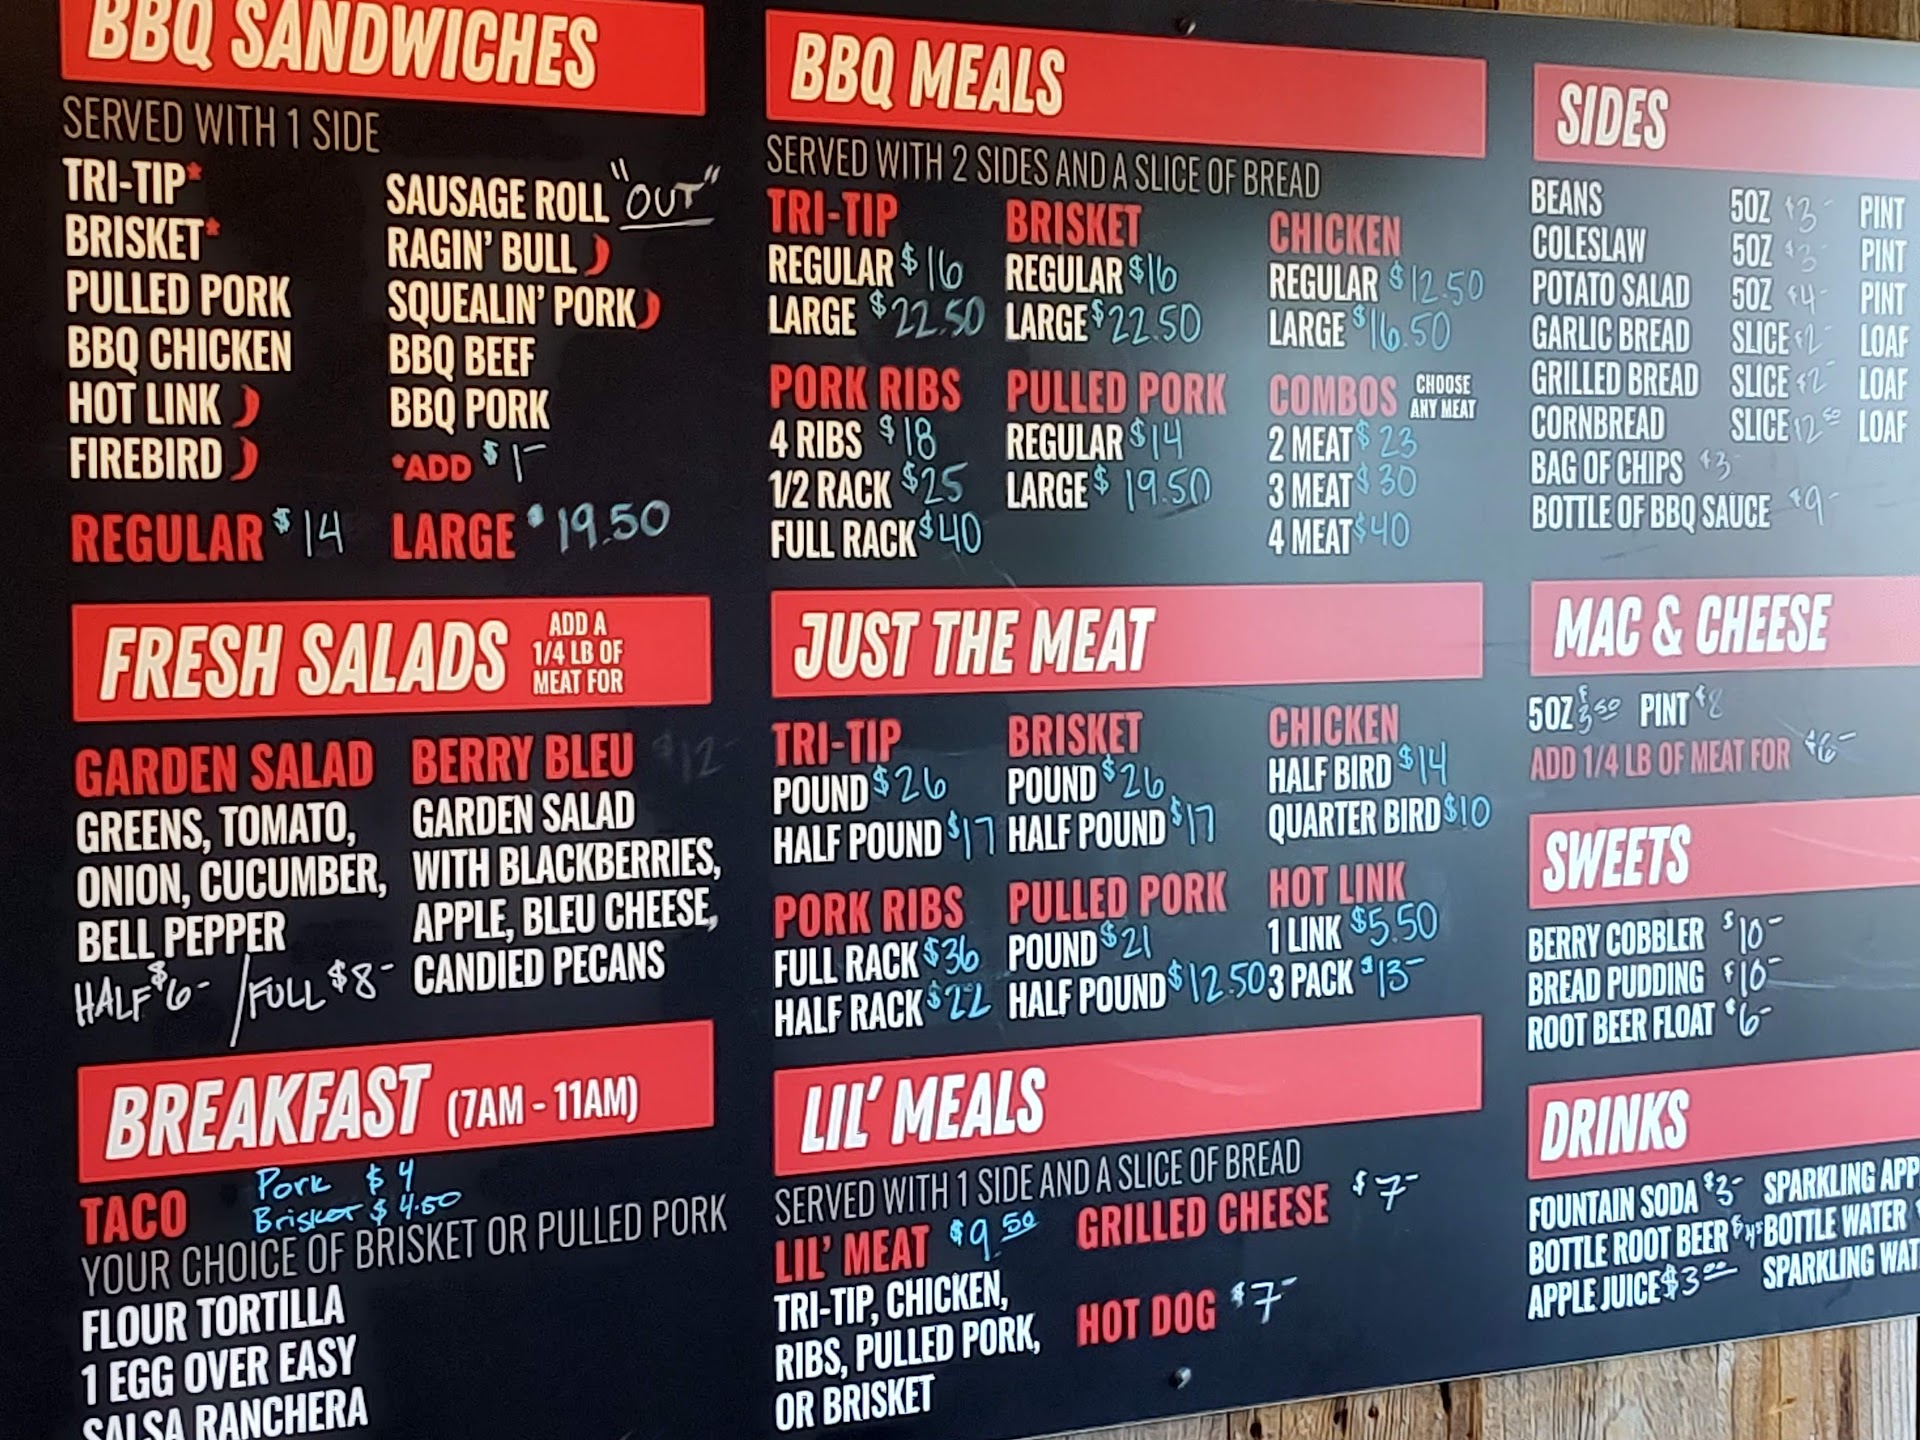 BBQ SANDWICHES
SERVED WITH 1 SIDE
TRI-TIP*
BRISKET*
PULLED PORK
BBQ CHICKEN
HOT LINK
FIREBIRD
SAUSAGE ROLL "OUT"
RAGIN' BULL
SQUEALIN' PORK
BBQ BEEF
BBQ PORK
*ADD $1-
REGULAR $14
LARGE $19.50
FRESH SALADS
ADD A
1/4 LB OF
MEAT FOR
GARDEN SALAD
GREENS, TOMATO,
ONION, CUCUMBER,
BELL PEPPER
HALF $6- / FULL $8-
BERRY BLEU $12-
GARDEN SALAD
WITH BLACKBERRIES,
APPLE, BLEU CHEESE,
CANDIED PECANS
BREAKFAST (7AM - 11AM)
TACO
Pork $4
Brisket $4.50
YOUR CHOICE OF BRISKET OR PULLED PORK
FLOUR TORTILLA
1 EGG OVER EASY
SALSA RANCHERA
BBQ MEALS
SERVED WITH 2 SIDES AND A SLICE OF BREAD
TRI-TIP
REGULAR $16
LARGE $22.50
BRISKET
REGULAR $16
LARGE $22.50
CHICKEN
REGULAR $12.50
LARGE $16.50
PORK RIBS
4 RIBS $18
1/2 RACK $25
FULL RACK $40
PULLED PORK
REGULAR $14
LARGE $19.50
COMBOS CHOOSE
ANY MEAT
2 MEAT $23
3 MEAT $30
4 MEAT $40
JUST THE MEAT
TRI-TIP
POUND $26
HALF POUND $17
BRISKET
POUND $26
HALF POUND $17
CHICKEN
HALF BIRD $14
QUARTER BIRD $10
PORK RIBS
FULL RACK $36
HALF RACK $22
PULLED PORK
POUND $21
HALF POUND $12.50
HOT LINK
1 LINK $5.50
3 PACK $13-
LIL' MEALS
SERVED WITH 1 SIDE AND A SLICE OF BREAD
LIL' MEAT $9.50
TRI-TIP, CHICKEN,
RIBS, PULLED PORK,
OR BRISKET
GRILLED CHEESE $7-
HOT DOG $7-
SIDES
BEANS 5OZ $3- PINT
COLESLAW 5OZ $3- PINT
POTATO SALAD 5OZ $4- PINT
GARLIC BREAD SLICE $2- LOAF
GRILLED BREAD SLICE $2- LOAF
CORNBREAD SLICE $2.50 LOAF
BAG OF CHIPS $3-
BOTTLE OF BBQ SAUCE $9-
MAC & CHEESE
5OZ $3.50 PINT $8
ADD 1/4 LB OF MEAT FOR $6-
SWEETS
BERRY COBBLER $10-
BREAD PUDDING $10-
ROOT BEER FLOAT $6-
DRINKS
FOUNTAIN SODA $3-
BOTTLE ROOT BEER
APPLE JUICE $3.00
SPARKLING APP
BOTTLE WATER
SPARKLING WAT